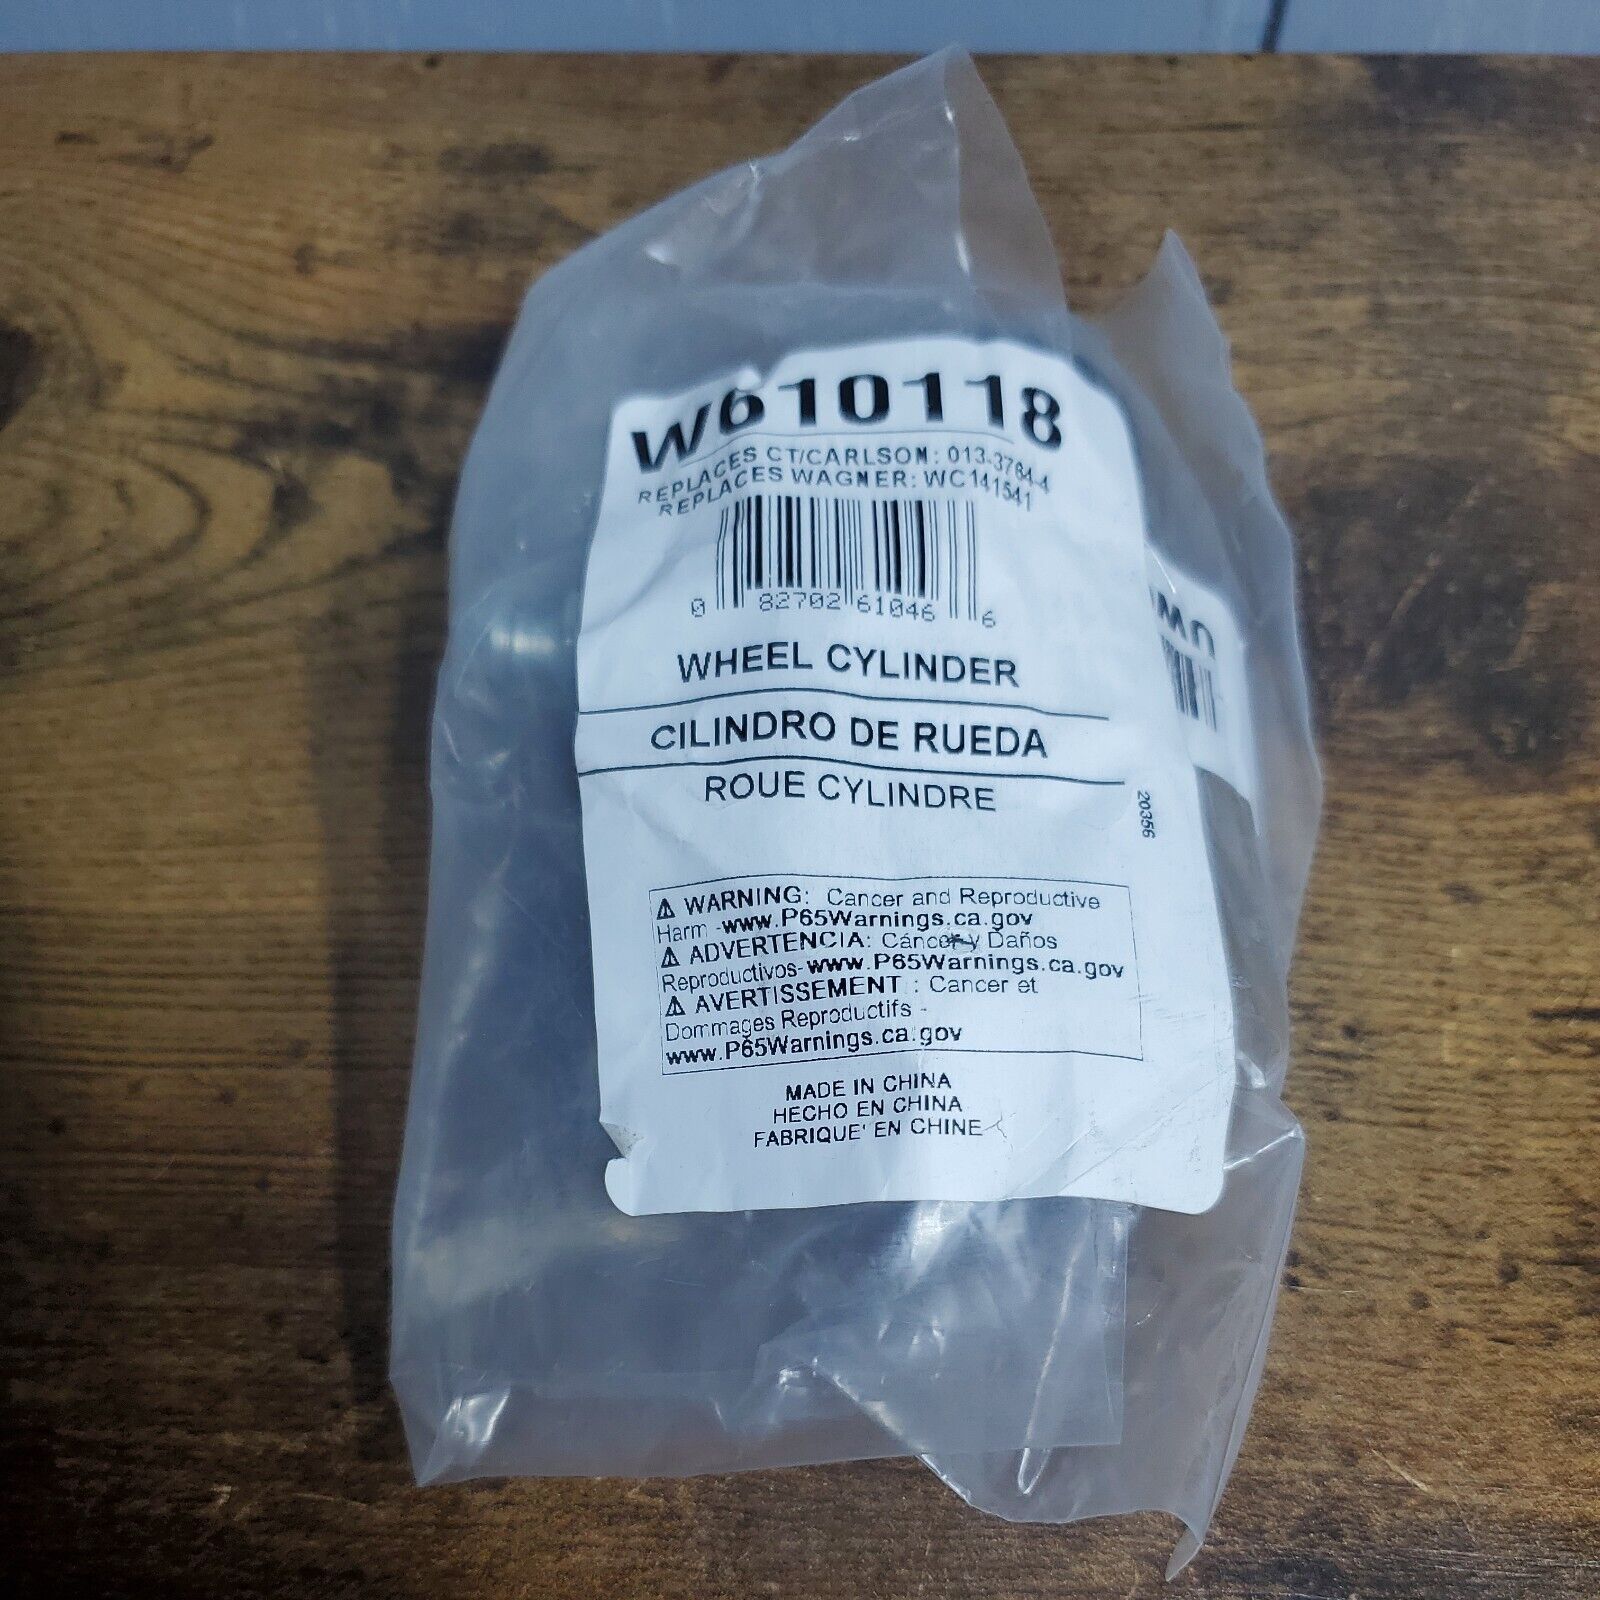 W610118
REPLACES CT/CARLSON: 013-3764-4
REPLACES WAGNER: WC141541
0 82702 61046 6
WHEEL CYLINDER
CILINDRO DE RUEDA
ROUE CYLINDRE
20356
⚠ WARNING: Cancer and Reproductive
Harm -www.P65Warnings.ca.gov
⚠ ADVERTENCIA: Cáncer y Daños
Reproductivos-www.P65Warnings.ca.gov
⚠ AVERTISSEMENT : Cancer et
Dommages Reproductifs -
www.P65Warnings.ca.gov
MADE IN CHINA
HECHO EN CHINA
FABRIQUE' EN CHINE